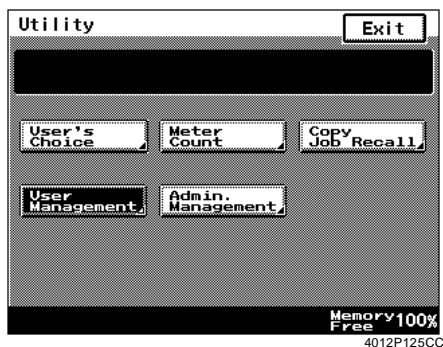 Utility Exit
User's Choice
Meter Count
Copy Job Recall
User Management
Admin. Management
Memory Free 100%
4012P125CC